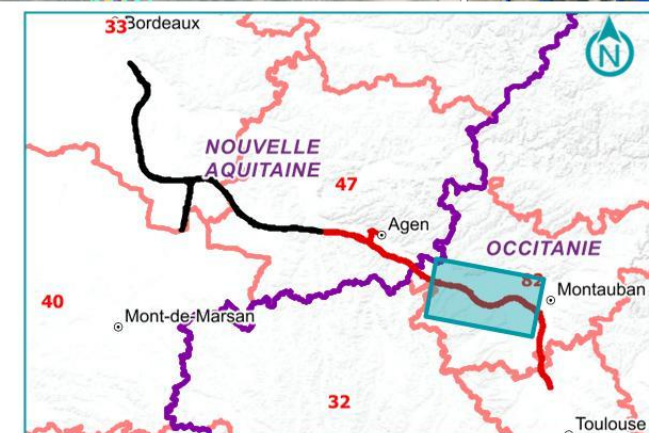 33
Bordeaux
N
NOUVELLE
AQUITAINE
47
Agen
OCCITANIE
82
Montauban
40
Mont-de-Marsan
32
Toulouse